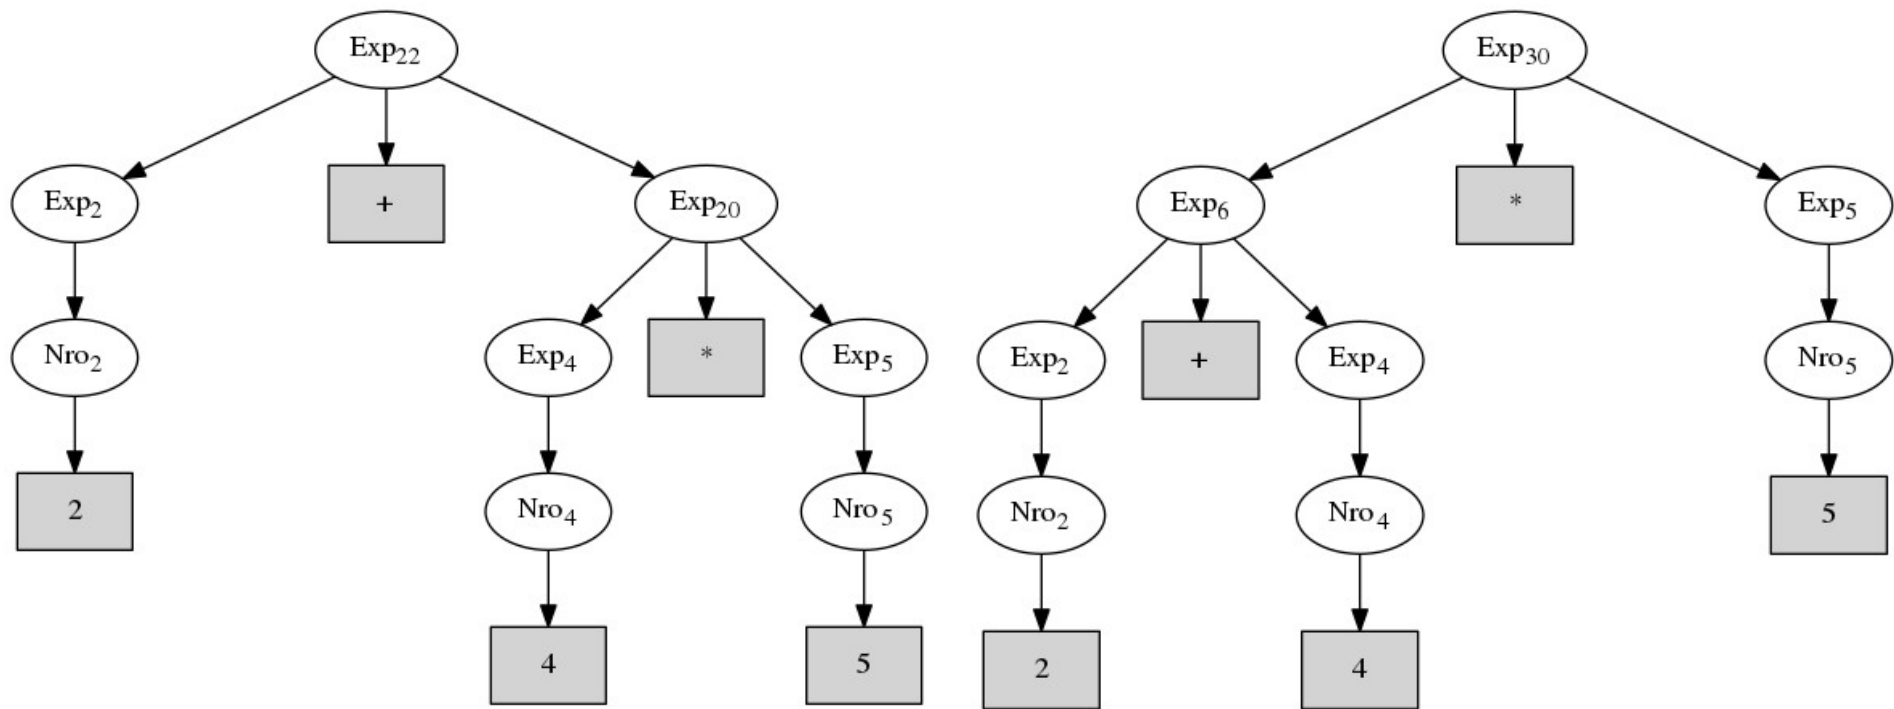 Exp22
Exp30
Exp2 + Exp20
Exp6 * Exp5
Nro2 Exp4 * Exp5
Exp2 + Exp4 Nro5
2 Nro4 Nro5
Nro2 Nro4 5
4 5
2 4